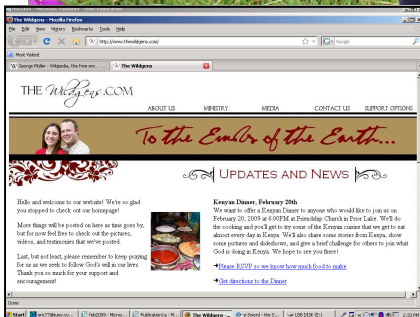 The Wildgens - Mozilla Firefox
File Edit View History Bookmarks Tools Help
http://www.thewildgens.com/
Google
Most Visited
George Müller - Wikipedia, the free enc...
The Wildgens
THE Wildgens.COM
ABOUT US MINISTRY MEDIA CONTACT US SUPPORT OPTIONS
To the Ends of the Earth...
UPDATES AND NEWS
Hello and welcome to our website! We're so glad
you stopped to check out our homepage!
More things will be posted on here as time goes by,
but for now feel free to check out the pictures,
videos, and testimonies that we've posted.
Last, but not least, please remember to keep praying
for us as we seek to follow God's will in our lives.
Thank you so much for your support and
encouragement!
Kenyan Dinner, February 20th
We want to offer a Kenyan Dinner to anyone who would like to join us on
February 20, 2009 at 6:00PM at Friendship Church in Prior Lake. We'll do
the cooking and you'll get to try some of the Kenyan cuisine that we get to eat
almost every day in Kenya. We'll also share some stories from Kenya, show
some pictures and slideshows, and give a brief challenge for others to join what
God is doing in Kenya. We hope to see you there!
Please RSVP so we know how much food to make
Get directions to the Dinner
Done
Start
feb2009 - Micros...
Publication1a - M...
The Wildgens - Mo...
e-Sword - the S...
USB DISK (E:)